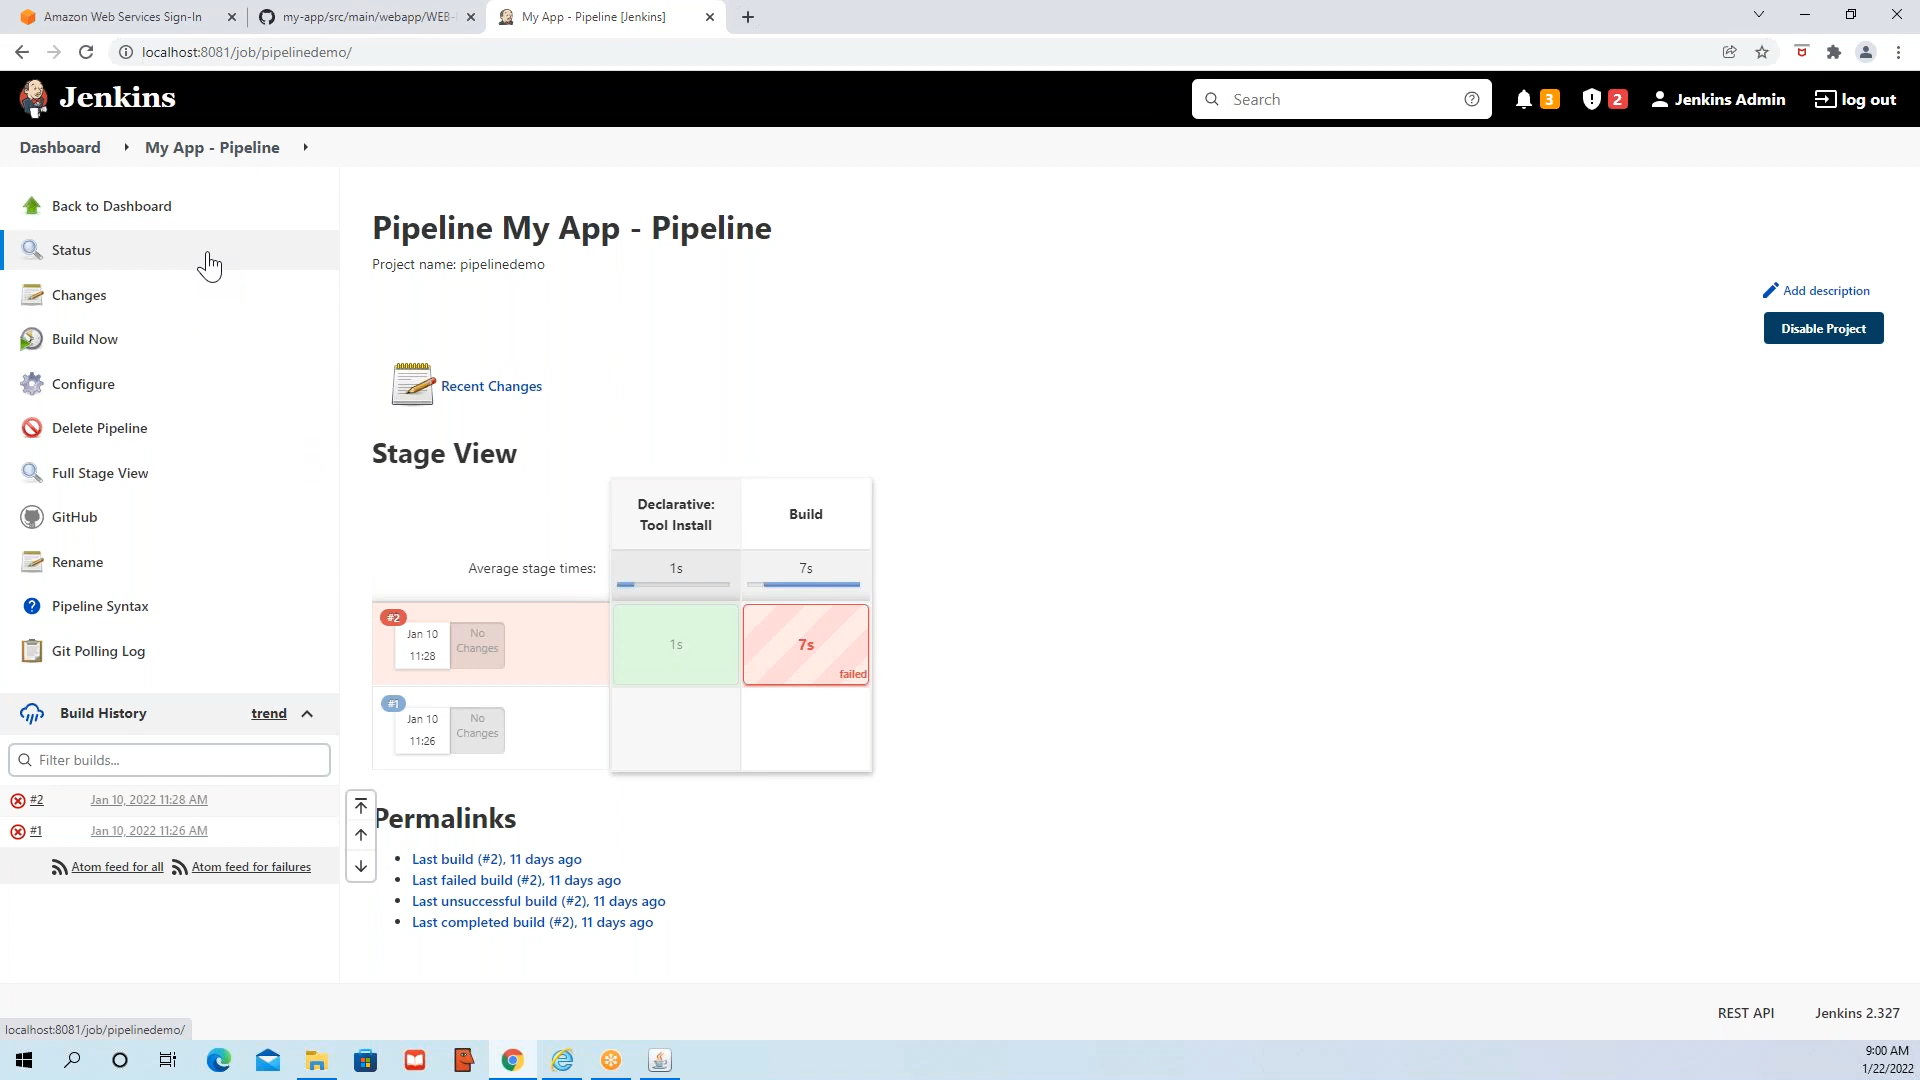 Amazon Web Services Sign-In
my-app/src/main/webapp/WEB-
My App - Pipeline [Jenkins]
localhost:8081/job/pipelinedemo/
Jenkins
Search
3
2
Jenkins Admin
log out
Dashboard
My App - Pipeline
Back to Dashboard
Status
Changes
Build Now
Configure
Delete Pipeline
Full Stage View
GitHub
Rename
Pipeline Syntax
Git Polling Log
Build History
trend
Filter builds...
#2 Jan 10, 2022 11:28 AM
#1 Jan 10, 2022 11:26 AM
Atom feed for all
Atom feed for failures
Pipeline My App - Pipeline
Project name: pipelinedemo
Add description
Disable Project
Recent Changes
Stage View
Declarative:
Tool Install
Build
Average stage times:
1s
7s
#2
Jan 10
11:28
No
Changes
1s
7s
failed
#1
Jan 10
11:26
No
Changes
Permalinks
Last build (#2), 11 days ago
Last failed build (#2), 11 days ago
Last unsuccessful build (#2), 11 days ago
Last completed build (#2), 11 days ago
REST API
Jenkins 2.327
localhost:8081/job/pipelinedemo/
9:00 AM
1/22/2022